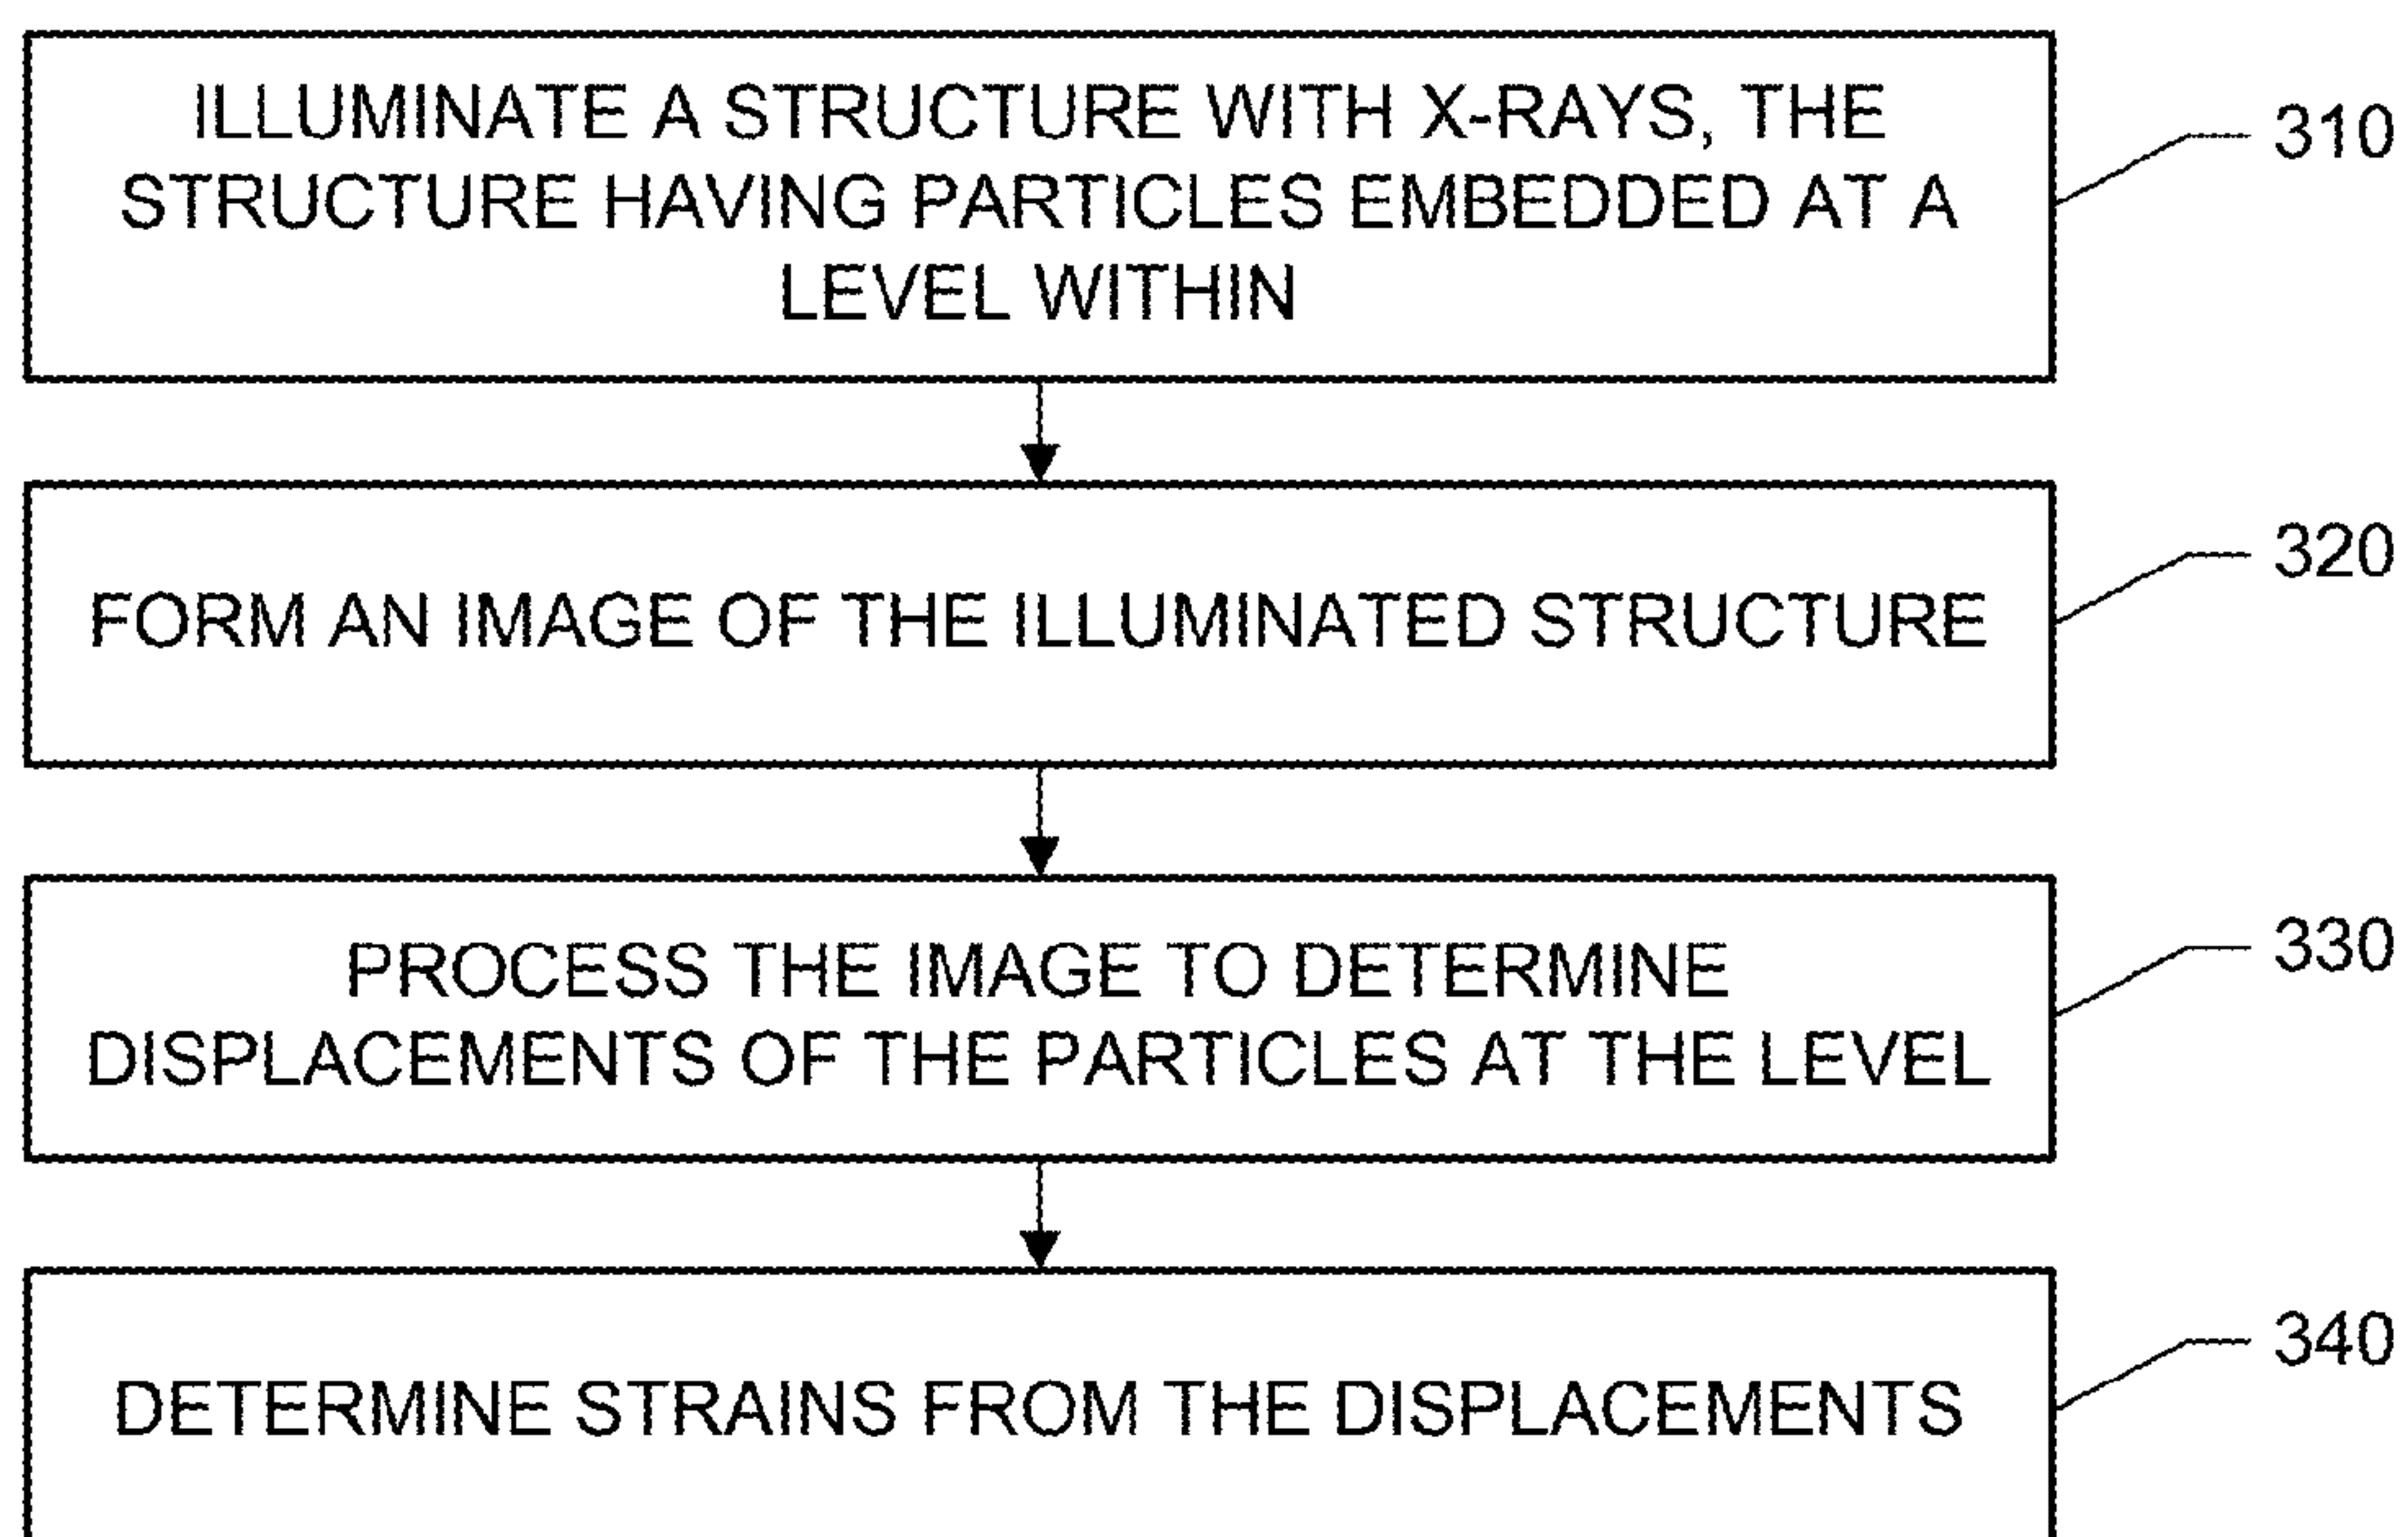 ILLUMINATE A STRUCTURE WITH X-RAYS, THE
STRUCTURE HAVING PARTICLES EMBEDDED AT A
LEVEL WITHIN
310
FORM AN IMAGE OF THE ILLUMINATED STRUCTURE
320
PROCESS THE IMAGE TO DETERMINE
DISPLACEMENTS OF THE PARTICLES AT THE LEVEL
330
DETERMINE STRAINS FROM THE DISPLACEMENTS
340